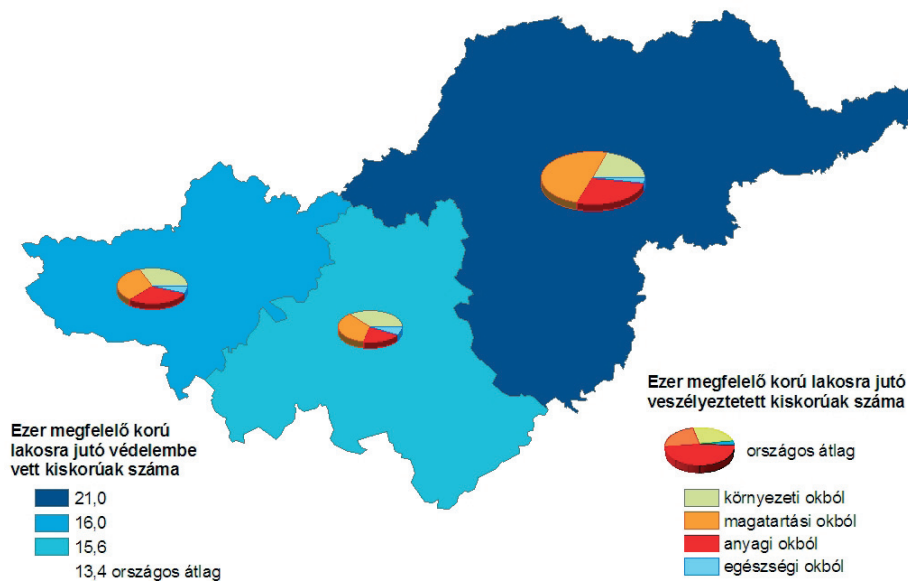 Ezer megfelelő korú
lakosra jutó védelembe
vett kiskorúak száma
21,0
16,0
15,6
13,4 országos átlag
Ezer megfelelő korú lakosra jutó
veszélyeztetett kiskorúak száma
országos átlag
környezeti okból
magatartási okból
anyagi okból
egészségi okból